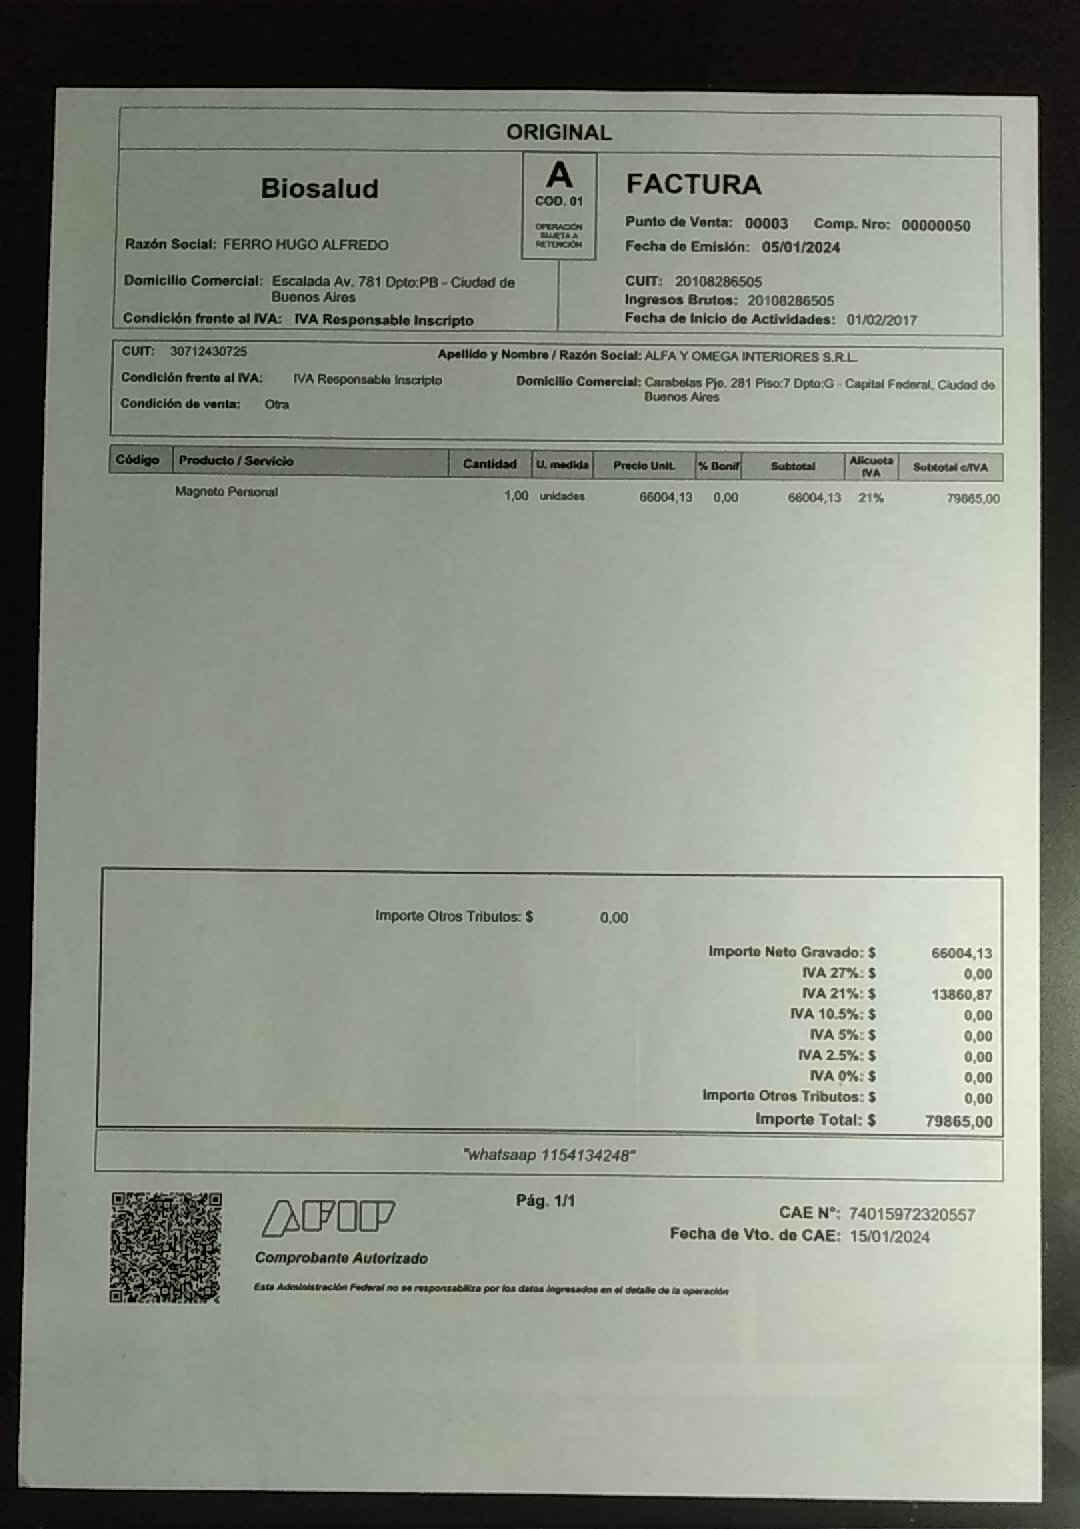 ORIGINAL
Biosalud
A
COD. 01
OPERACIÓN
SUJETA A
RETENCIÓN
FACTURA
Punto de Venta: 00003 Comp. Nro: 00000050
Fecha de Emisión: 05/01/2024
Razón Social: FERRO HUGO ALFREDO
Domicilio Comercial: Escalada Av. 781 Dpto:PB - Ciudad de
Buenos Aires
Condición frente al IVA: IVA Responsable Inscripto
CUIT: 20108286505
Ingresos Brutos: 20108286505
Fecha de Inicio de Actividades: 01/02/2017
CUIT: 30712430725
Apellido y Nombre / Razón Social: ALFA Y OMEGA INTERIORES S.R.L.
Condición frente al IVA: IVA Responsable Inscripto
Domicilio Comercial: Carabelas Pje. 281 Piso:7 Dpto:G - Capital Federal, Ciudad de
Buenos Aires
Condición de venta: Otra
Código Producto / Servicio Cantidad U. medida Precio Unit. % Bonif Subtotal Alicuota IVA Subtotal c/IVA
Magneto Personal 1,00 unidades 66004,13 0,00 66004,13 21% 79865,00
Importe Otros Tributos: $ 0,00
Importe Neto Gravado: $ 66004,13
IVA 27%: $ 0,00
IVA 21%: $ 13860,87
IVA 10.5%: $ 0,00
IVA 5%: $ 0,00
IVA 2.5%: $ 0,00
IVA 0%: $ 0,00
Importe Otros Tributos: $ 0,00
Importe Total: $ 79865,00
"whatsaap 1154134248"
AFIP
Pág. 1/1
CAE N°: 74015972320557
Fecha de Vto. de CAE: 15/01/2024
Comprobante Autorizado
Esta Administración Federal no se responsabiliza por los datos ingresados en el detalle de la operación